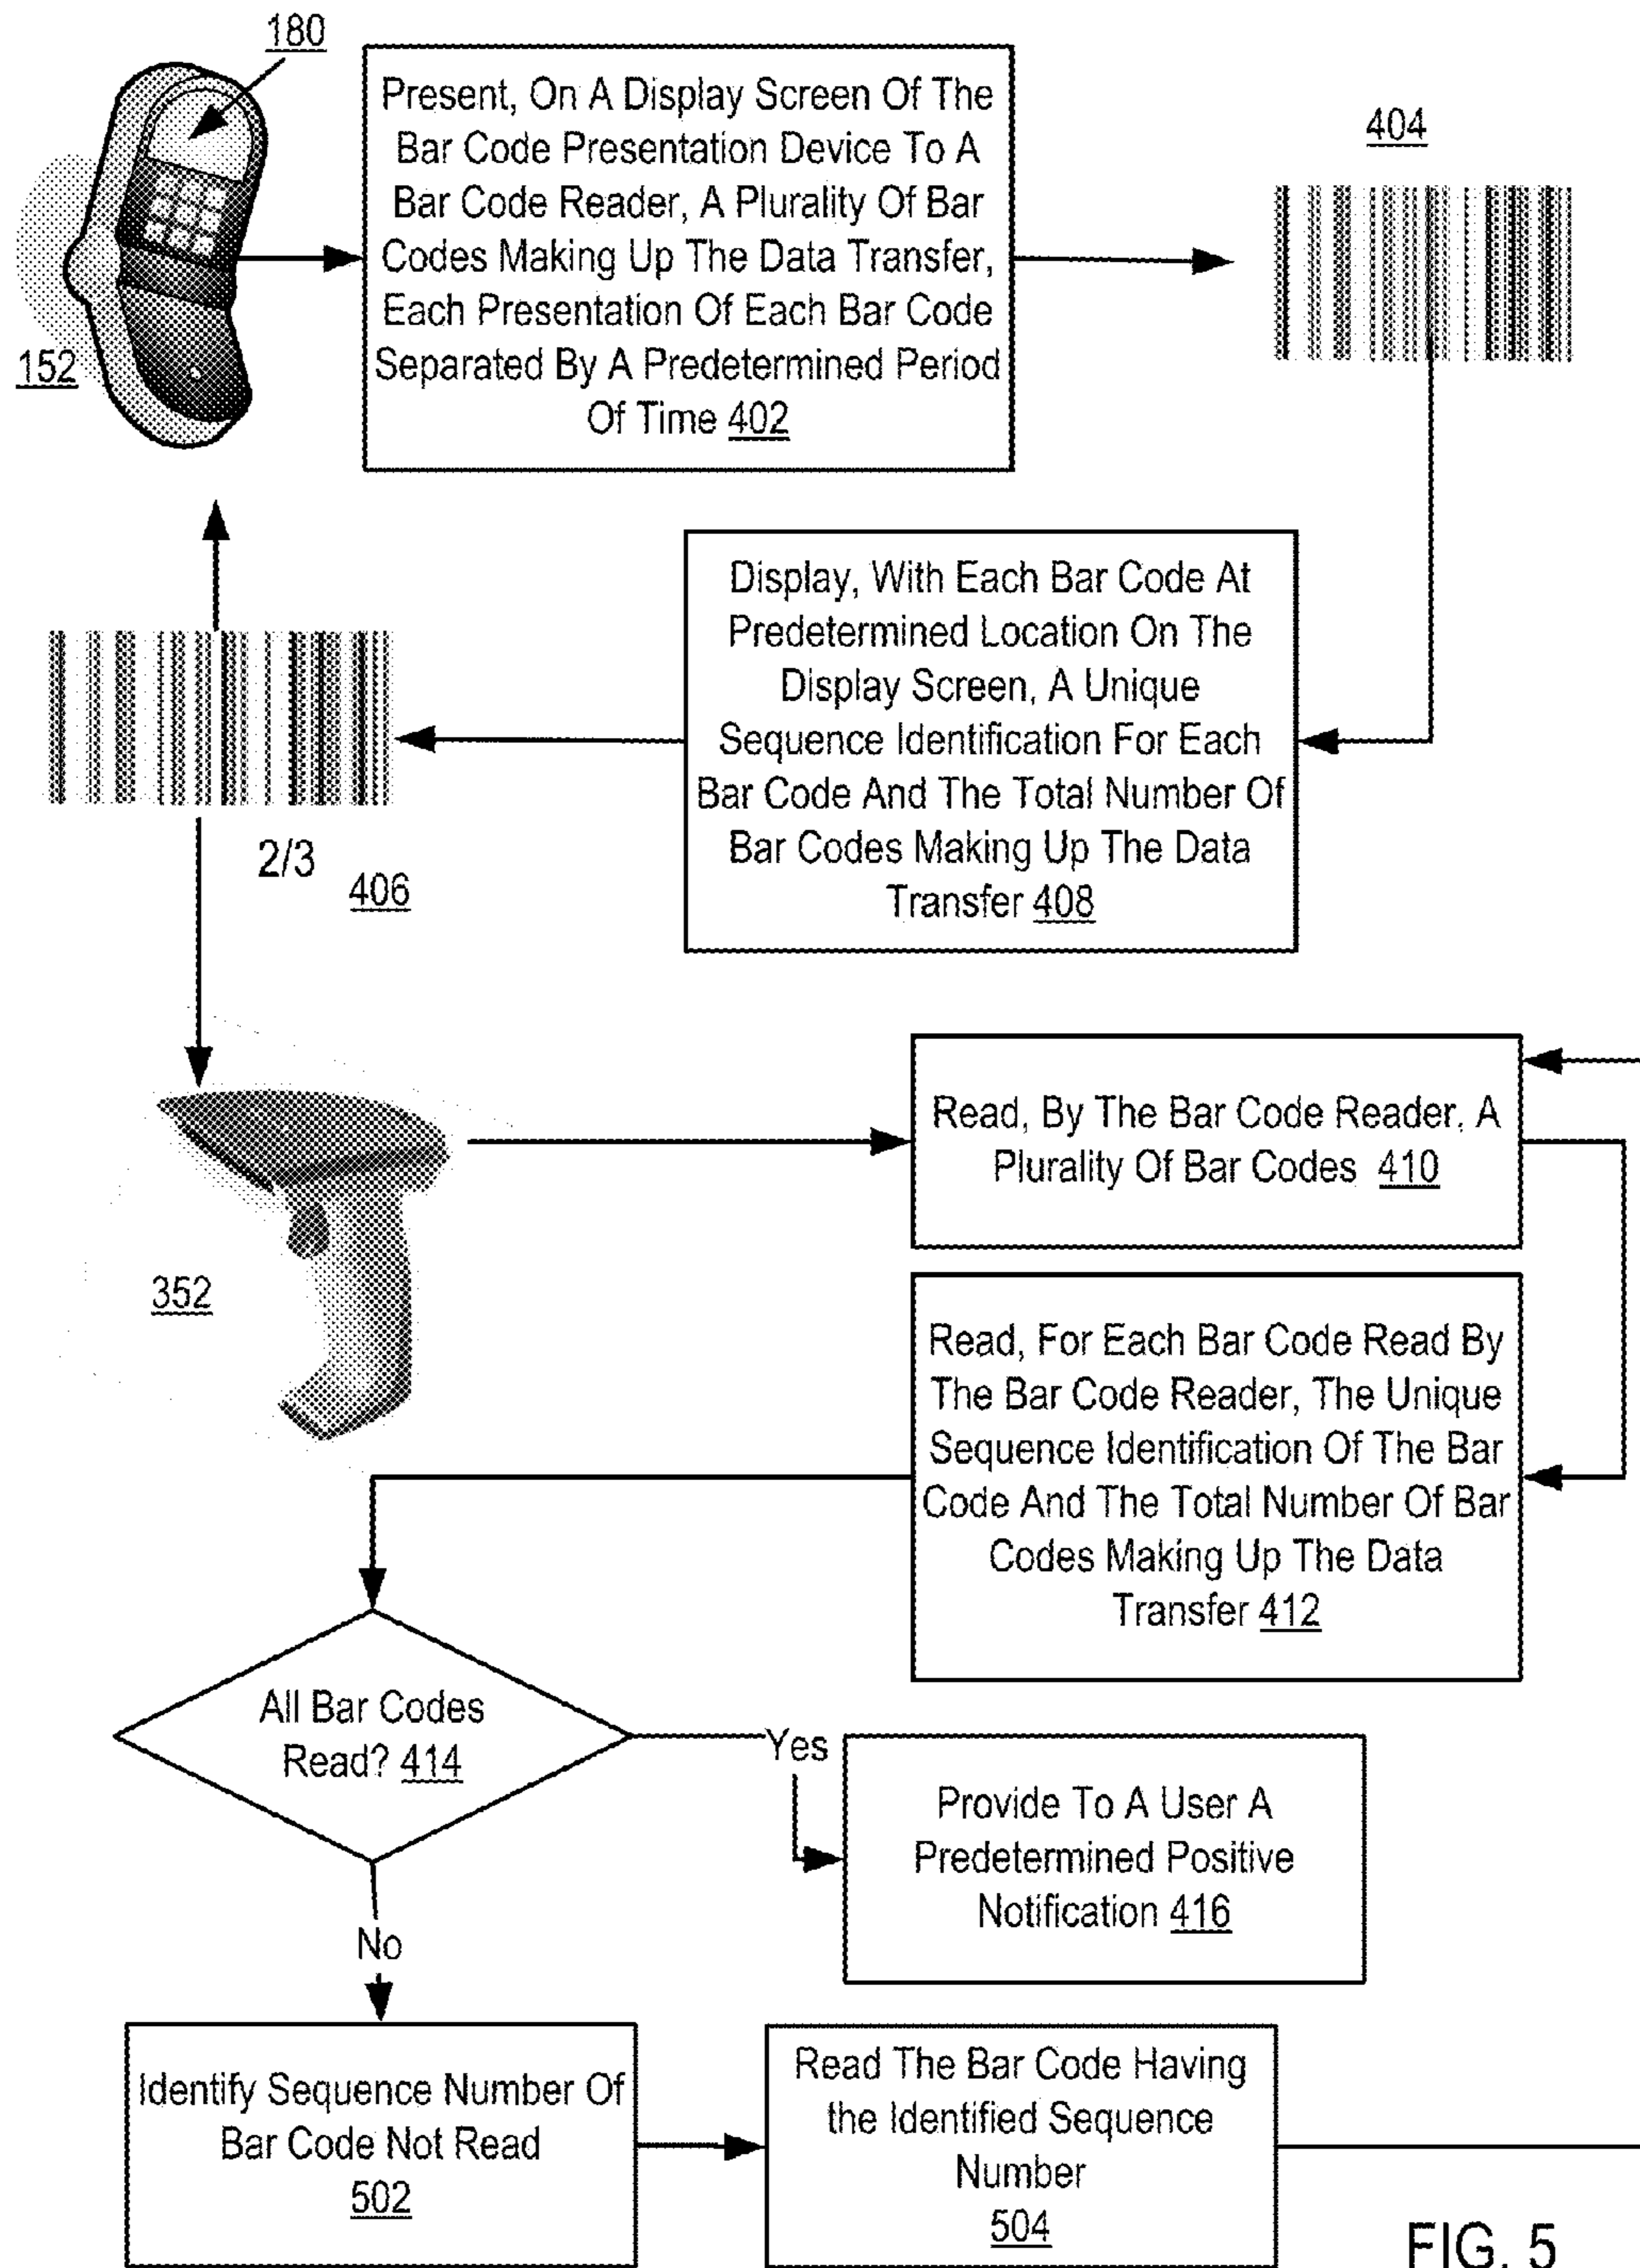 180
Present, On A Display Screen Of The
Bar Code Presentation Device To A
Bar Code Reader, A Plurality Of Bar
Codes Making Up The Data Transfer,
Each Presentation Of Each Bar Code
Separated By A Predetermined Period
Of Time 402
404
152
Display, With Each Bar Code At
Predetermined Location On The
Display Screen, A Unique
Sequence Identification For Each
Bar Code And The Total Number Of
Bar Codes Making Up The Data
Transfer 408
2/3
406
Read, By The Bar Code Reader, A
Plurality Of Bar Codes 410
352
Read, For Each Bar Code Read By
The Bar Code Reader, The Unique
Sequence Identification Of The Bar
Code And The Total Number Of Bar
Codes Making Up The Data
Transfer 412
All Bar Codes
Read? 414
Yes
Provide To A User A
Predetermined Positive
Notification 416
No
Identify Sequence Number Of
Bar Code Not Read
502
Read The Bar Code Having
the Identified Sequence
Number
504
FIG. 5